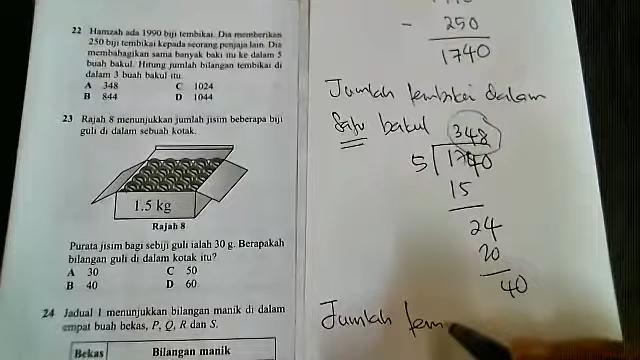 22 Hamzah ada 1990 biji tembikai. Dia memberikan
250 biji tembikai kepada seorang penjaja lain. Dia
membahagikan sama banyak baki itu ke dalam 5
buah bakul. Hitung jumlah bilangan tembikai di
dalam 3 buah bakul itu.
A 348 C 1024
B 844 D 1044
23 Rajah 8 menunjukkan jumlah jisim beberapa biji
guli di dalam sebuah kotak.
1.5 kg
Rajah 8
Purata jisim bagi sebiji guli ialah 30 g. Berapakah
bilangan guli di dalam kotak itu?
A 30 C 50
B 40 D 60
24 Jadual 1 menunjukkan bilangan manik di dalam
empat buah bekas, P, Q, R dan S.
Bekas Bilangan manik
- 250
1740
Jumlah tembikai dalam
satu bakul
348
5 1740
15
24
20
40
Jumlah tem